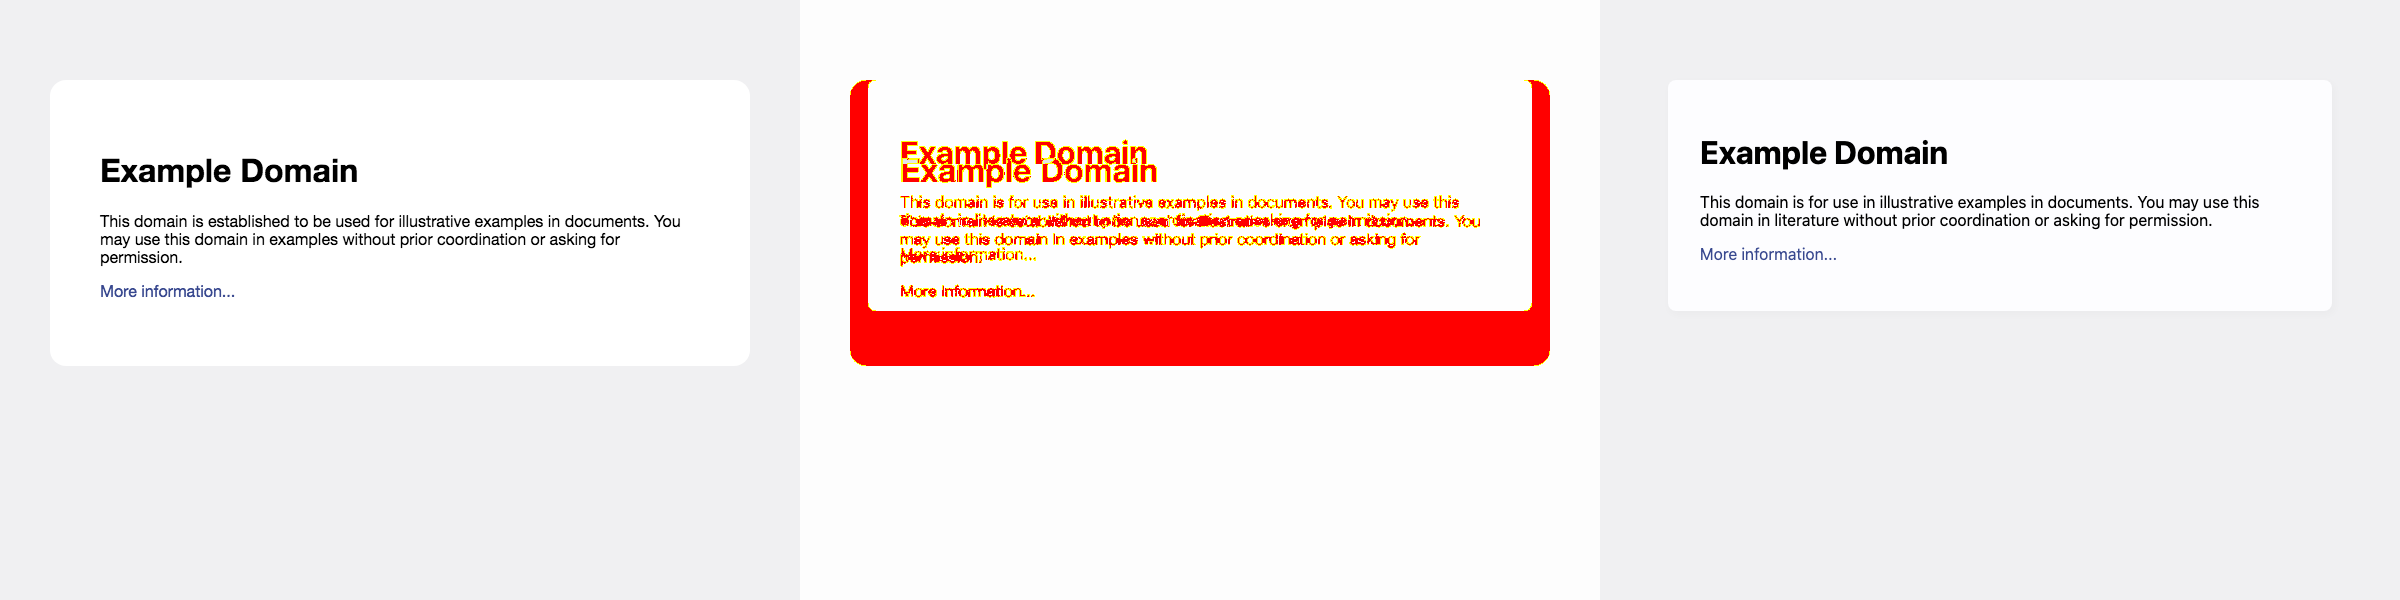 Example Domain
This domain is established to be used for illustrative examples in documents. You
may use this domain in examples without prior coordination or asking for
permission.
More information...
Example Domain
Example Domain
This domain is for use in illustrative examples in documents. You may use this
may use this domain in examples without prior coordination or asking for
More information...
Example Domain
This domain is for use in illustrative examples in documents. You may use this
domain in literature without prior coordination or asking for permission.
More information...